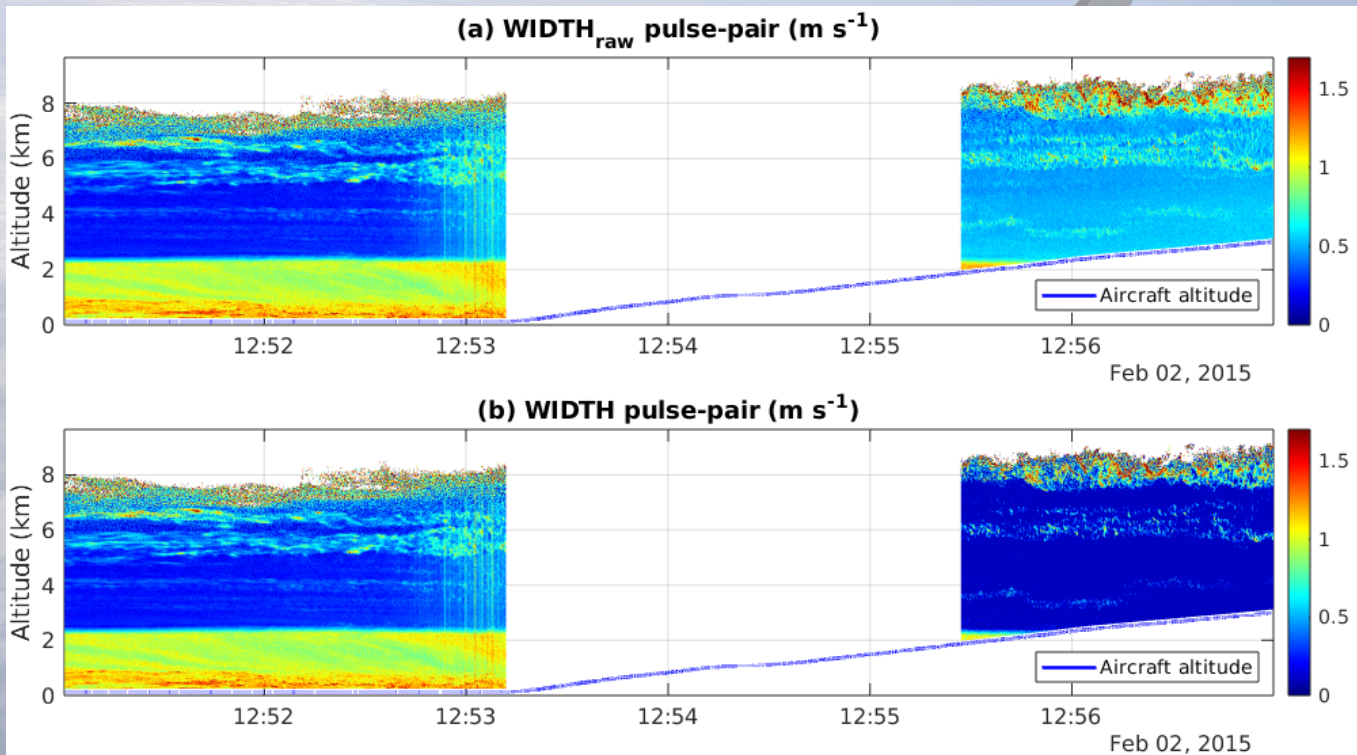 (a) WIDTHraw pulse-pair (m s-1)
Altitude (km)
8
6
4
2
0
1.5
1
0.5
0
Aircraft altitude
12:52 12:53 12:54 12:55 12:56
Feb 02, 2015
(b) WIDTH pulse-pair (m s-1)
Altitude (km)
8
6
4
2
0
1.5
1
0.5
0
Aircraft altitude
12:52 12:53 12:54 12:55 12:56
Feb 02, 2015